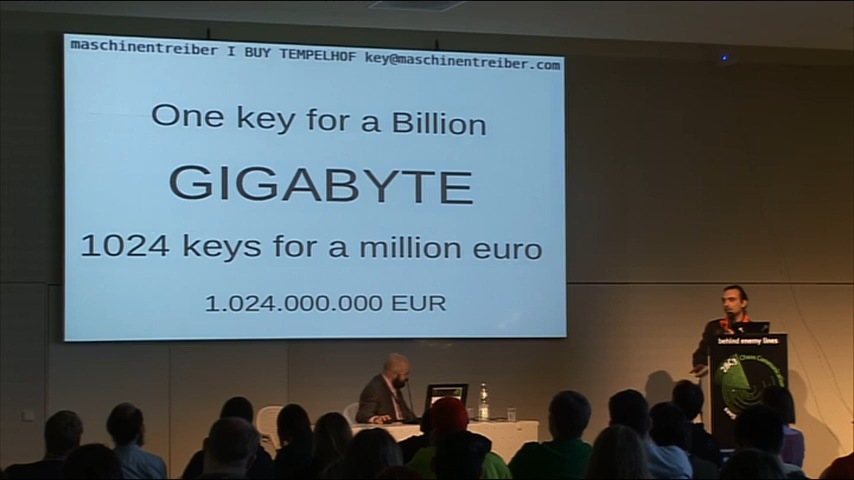 maschinentreiber I BUY TEMPELHOF key@maschinentreiber.com
One key for a Billion
GIGABYTE
1024 keys for a million euro
1.024.000.000 EUR
behind enemy lines